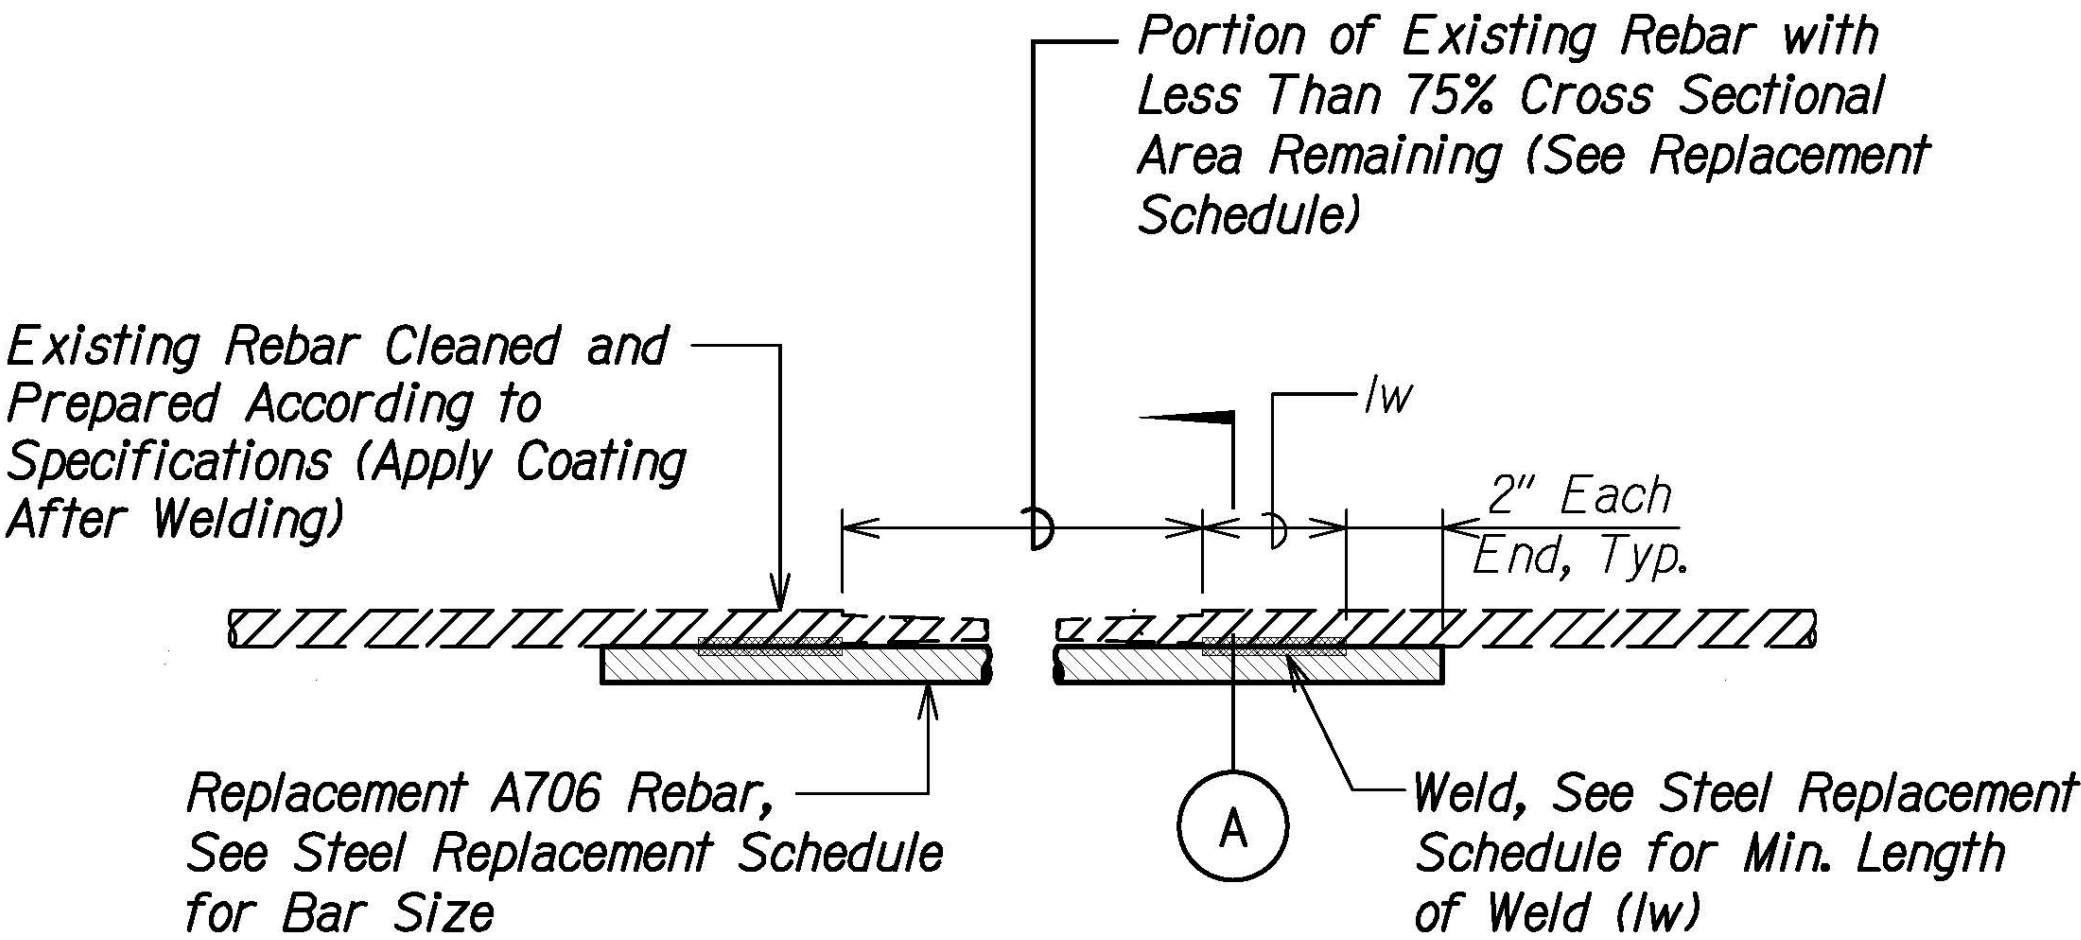 Portion of Existing Rebar with
Less Than 75% Cross Sectional
Area Remaining (See Replacement
Schedule)
Existing Rebar Cleaned and
Prepared According to
Specifications (Apply Coating
After Welding)
lw
2" Each
End, Typ.
Replacement A706 Rebar,
See Steel Replacement Schedule
for Bar Size
A
Weld, See Steel Replacement
Schedule for Min. Length
of Weld (lw)